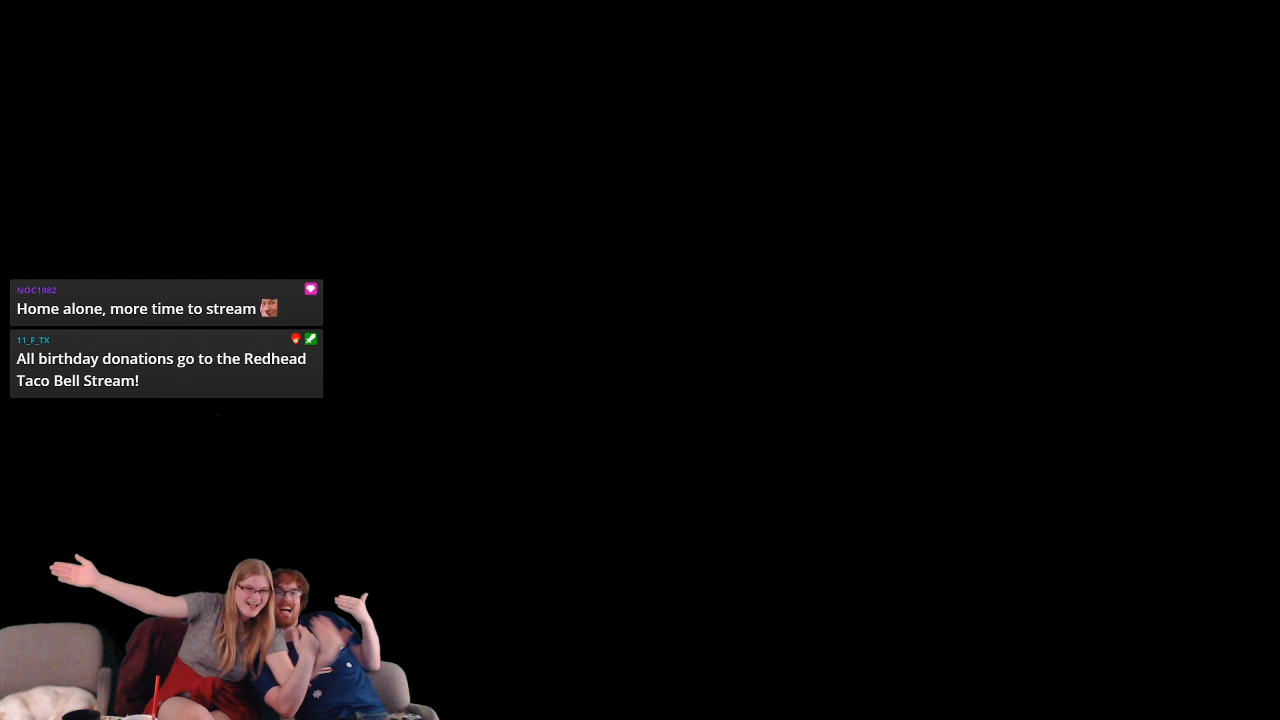 NOC1982
Home alone, more time to stream
11_F_TX
All birthday donations go to the Redhead
Taco Bell Stream!